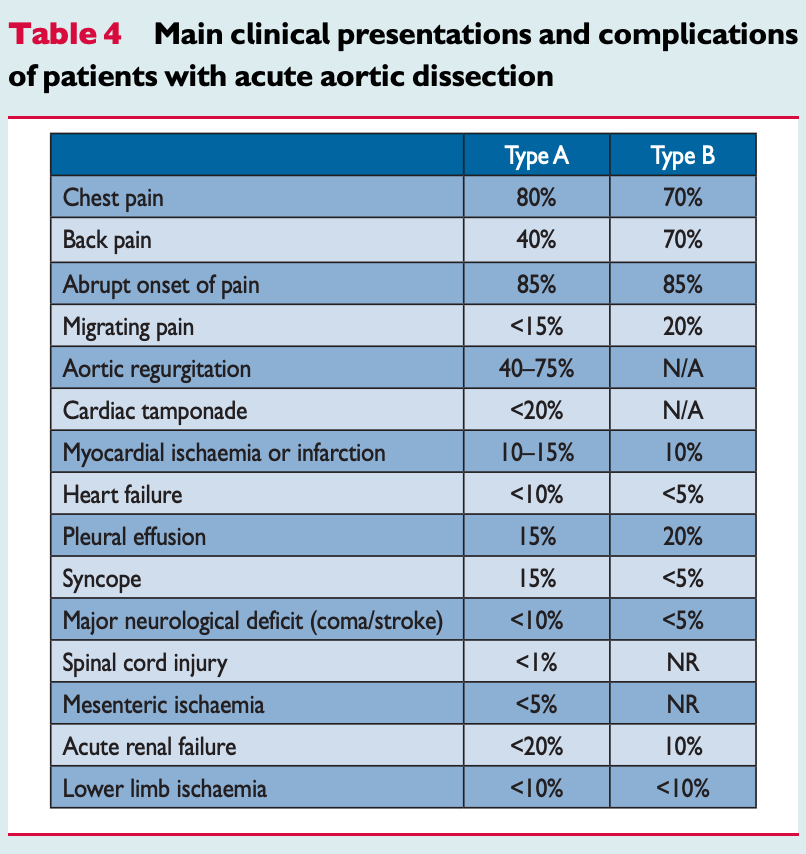 Table 4 Main clinical presentations and complications
of patients with acute aortic dissection
Type A Type B
Chest pain 80% 70%
Back pain 40% 70%
Abrupt onset of pain 85% 85%
Migrating pain <15% 20%
Aortic regurgitation 40–75% N/A
Cardiac tamponade <20% N/A
Myocardial ischaemia or infarction 10–15% 10%
Heart failure <10% <5%
Pleural effusion 15% 20%
Syncope 15% <5%
Major neurological deficit (coma/stroke) <10% <5%
Spinal cord injury <1% NR
Mesenteric ischaemia <5% NR
Acute renal failure <20% 10%
Lower limb ischaemia <10% <10%